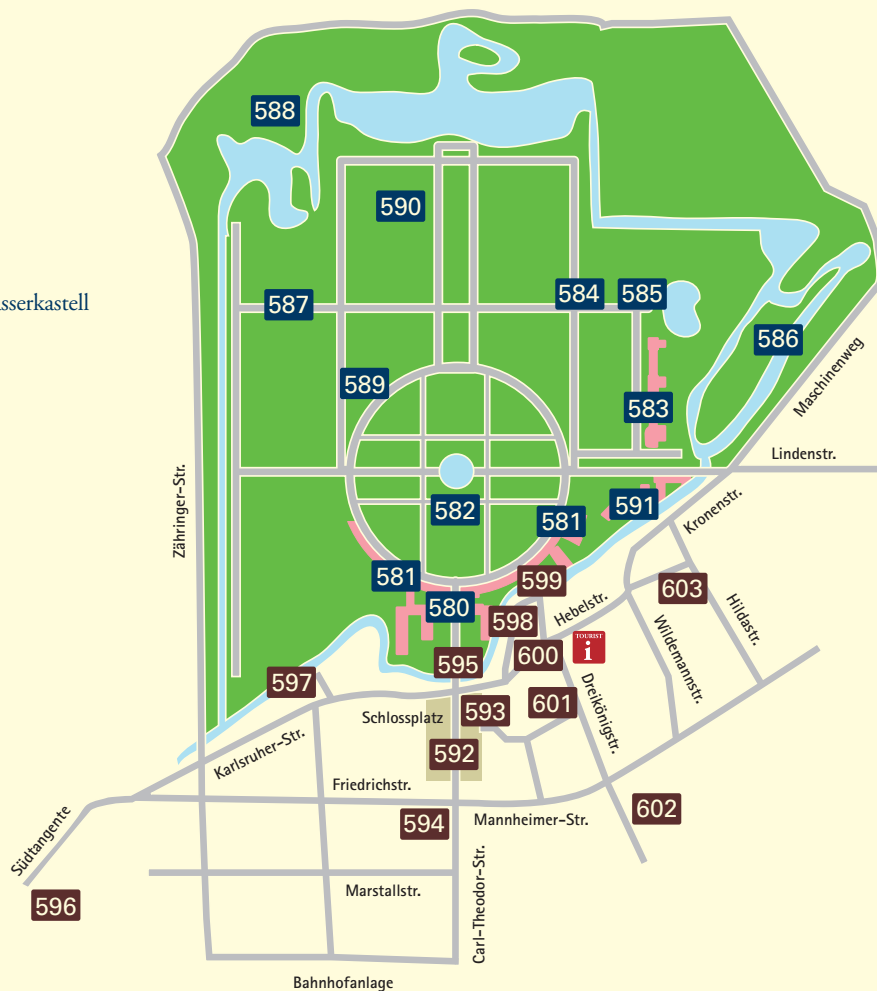 588
590
sserkastell
587
584
585
586
589
583
Maschinenweg
Lindenstr.
Zähringer-Str.
582
581
591
Kronenstr.
581
599
603
580
Hebelstr.
598
Hildastr.
Wildemannstr.
TOURIST
i
600
595
597
Dreikönigstr.
601
593
Schlossplatz
592
Karlsruher-Str.
Friedrichstr.
594
Mannheimer-Str.
602
Südtangente
596
Marstallstr.
Carl-Theodor-Str.
Bahnhofanlage